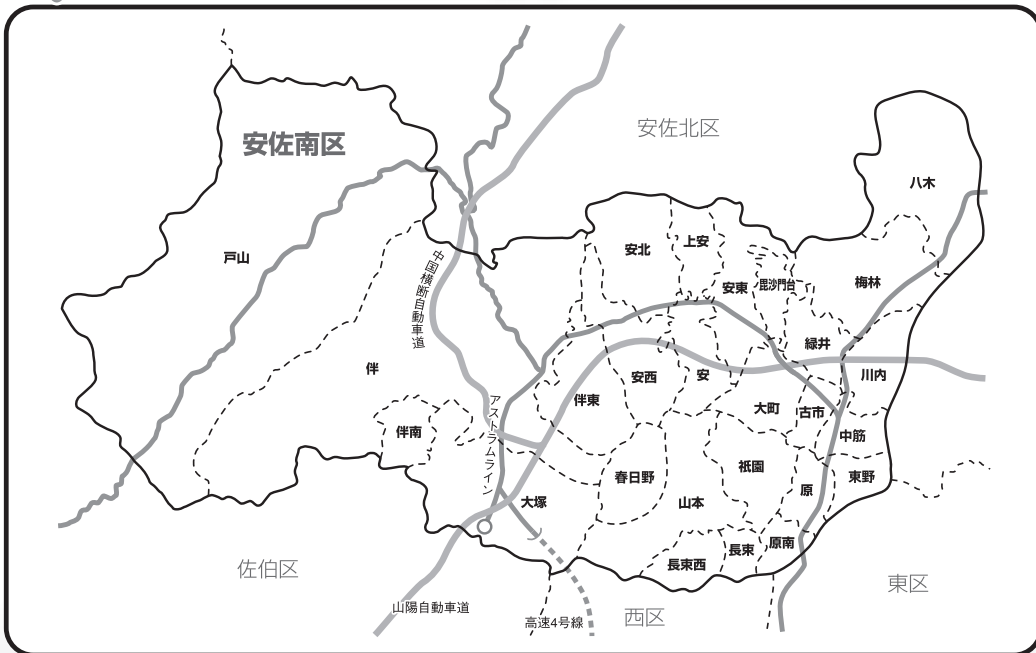 安佐南区
安佐北区
八木
戸山
安北
上安
安東
毘沙門台
梅林
中国横断自動車道
緑井
伴
安西
安
川内
伴東
大町
古市
アストラムライン
伴南
中筋
祇園
春日野
東野
原
山本
大塚
原南
長束
長束西
佐伯区
東区
山陽自動車道
高速4号線
西区